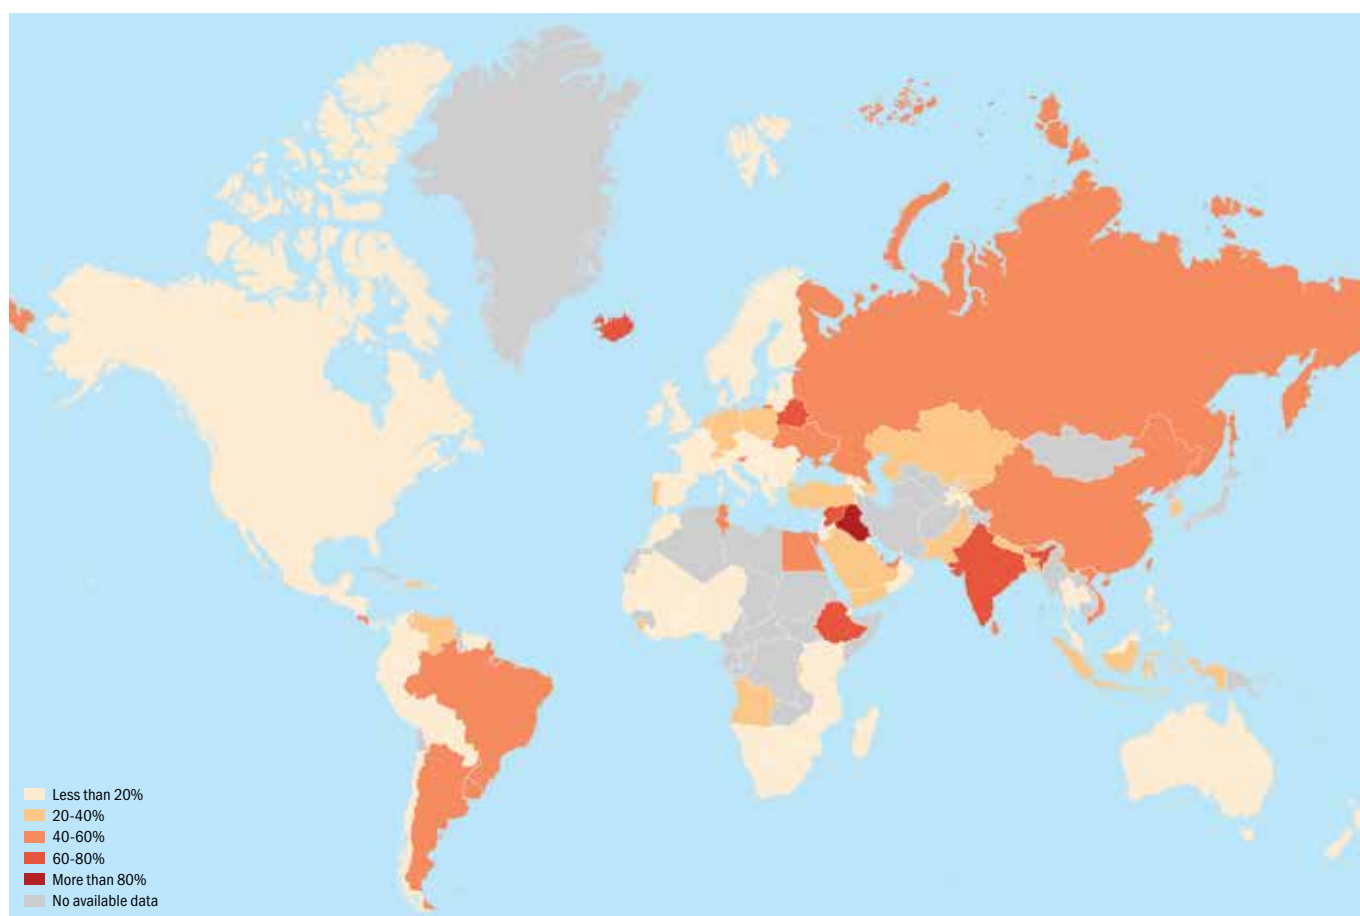 Less than 20%
20-40%
40-60%
60-80%
More than 80%
No available data